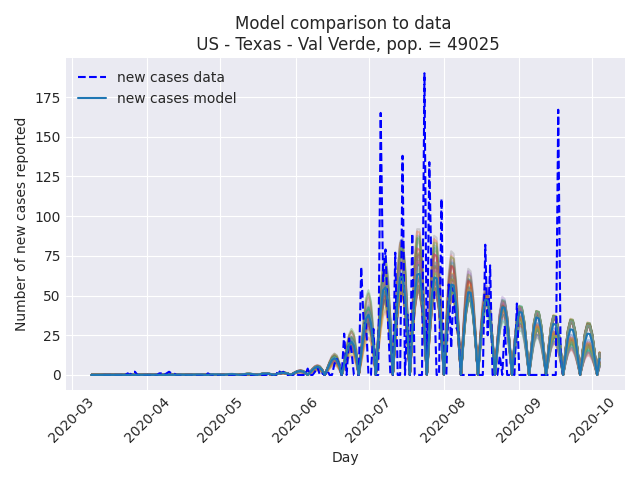 Model comparison to data
US - Texas - Val Verde, pop. = 49025
new cases data
new cases model
Number of new cases reported
175
150
125
100
75
50
25
0
2020-03
2020-04
2020-05
2020-06
2020-07
2020-08
2020-09
2020-10
Day